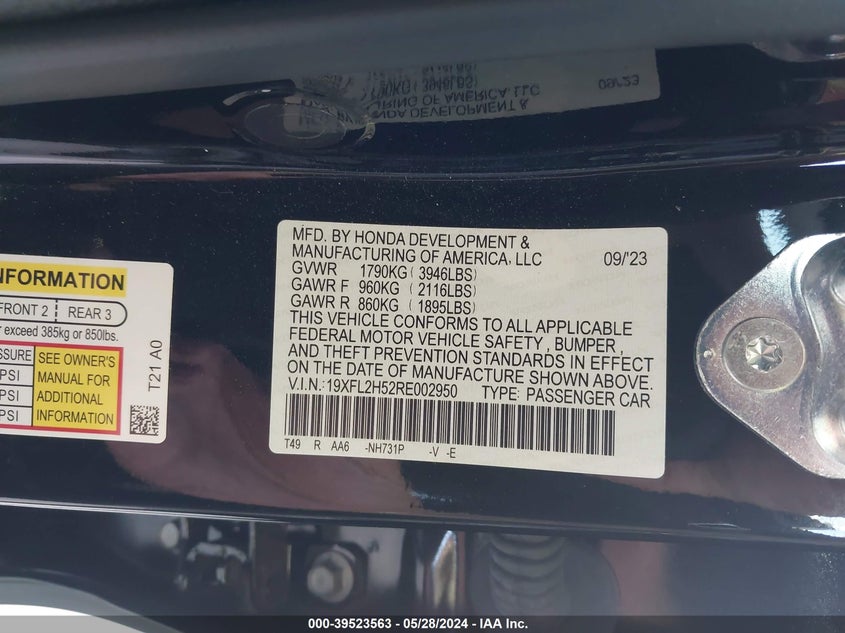 09/'23
MFD. BY HONDA DEVELOPMENT &
MANUFACTURING OF AMERICA, LLC 09/'23
GVWR 1790KG (3946LBS)
GAWR F 960KG (2116LBS)
GAWR R 860KG (1895LBS)
THIS VEHICLE CONFORMS TO ALL APPLICABLE
FEDERAL MOTOR VEHICLE SAFETY , BUMPER ,
AND THEFT PREVENTION STANDARDS IN EFFECT
ON THE DATE OF MANUFACTURE SHOWN ABOVE.
V.I.N.: 19XFL2H52RE002950 TYPE: PASSENGER CAR
T49 R AA6 -NH731P -V -E
INFORMATION
FRONT 2 REAR 3
exceed 385kg or 850lbs.
SEE OWNER'S
PSI MANUAL FOR
PSI ADDITIONAL
PSI INFORMATION
T21 A0
000-39523563 - 05/28/2024 - IAA Inc.